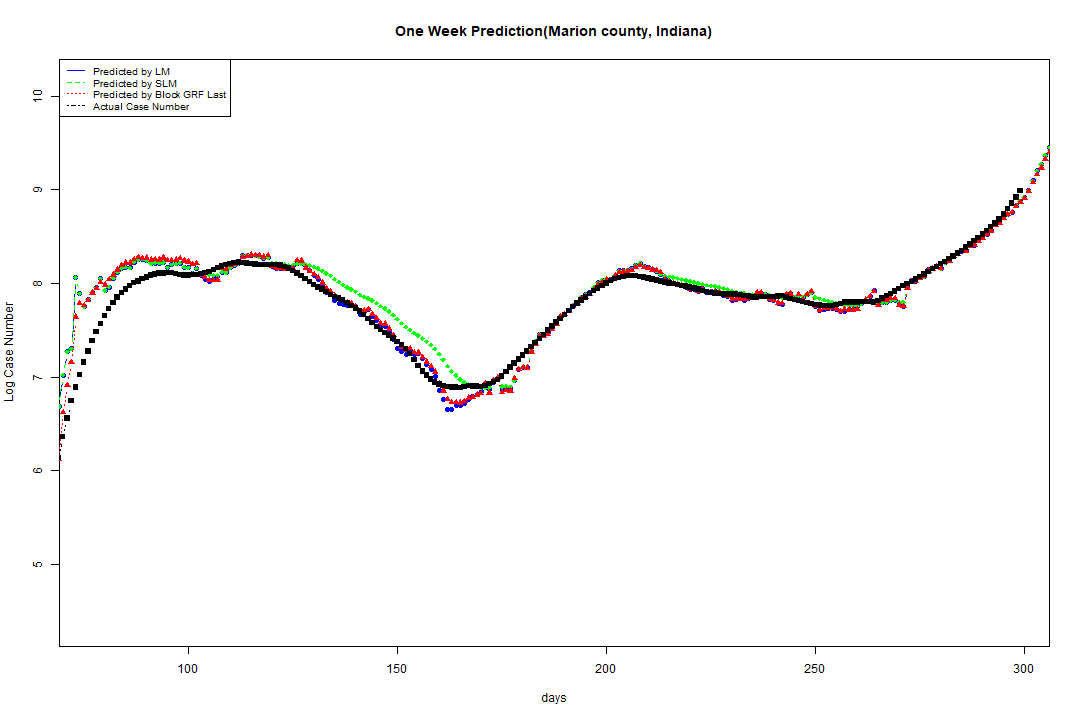 One Week Prediction(Marion county, Indiana)
Predicted by LM
Predicted by SLM
Predicted by Block GRF Last
Actual Case Number
10
9
8
7
6
5
Log Case Number
100 150 200 250 300
days